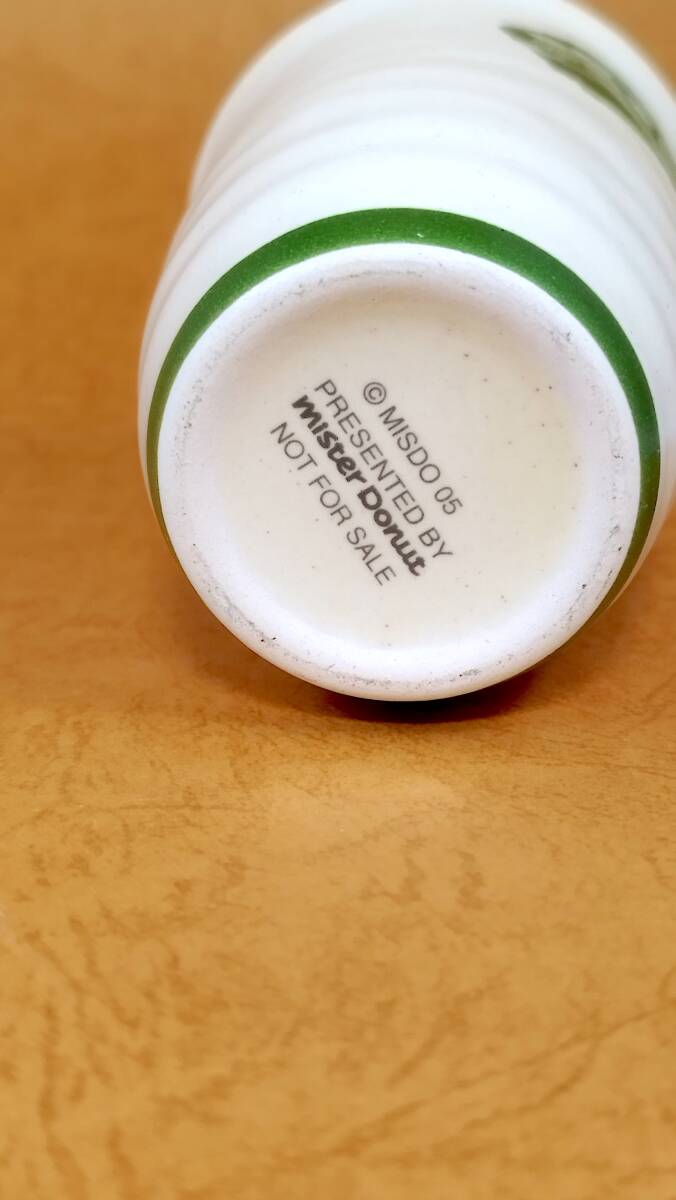 © MISDO 05
PRESENTED BY
mister Donut
NOT FOR SALE